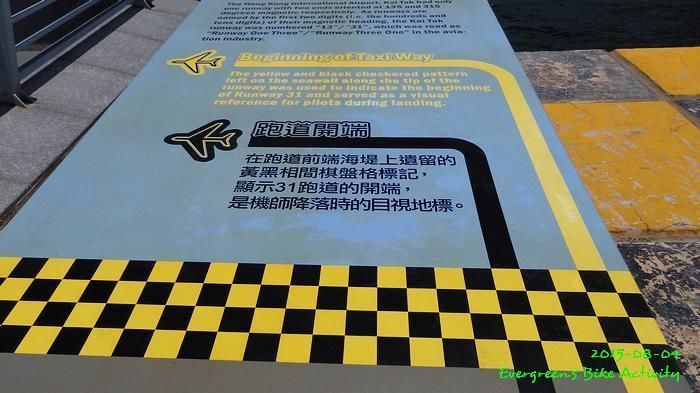 The Hong Kong International Airport, Kai Tak had only
one runway with two ends oriented at 135 and 315
degrees respectively. As runways are
named by the first two digits (i.e. the hundreds and
tens digits) of their magnetic heading, the Kai Tak
runway was numbered "13"/"31", which was read as
"Runway One Three"/"Runway Three One" in the avia-
tion industry.
Beginning of Taxi Way
The yellow and black checkered pattern
left on the seawall along the tip of the
runway was used to indicate the beginning
of Runway 31 and served as a visual
reference for pilots during landing.
跑道開端
在跑道前端海堤上遺留的
黃黑相間棋盤格標記，
顯示31跑道的開端，
是機師降落時的目視地標。
2015-08-04
Evergreen's Bike Activity